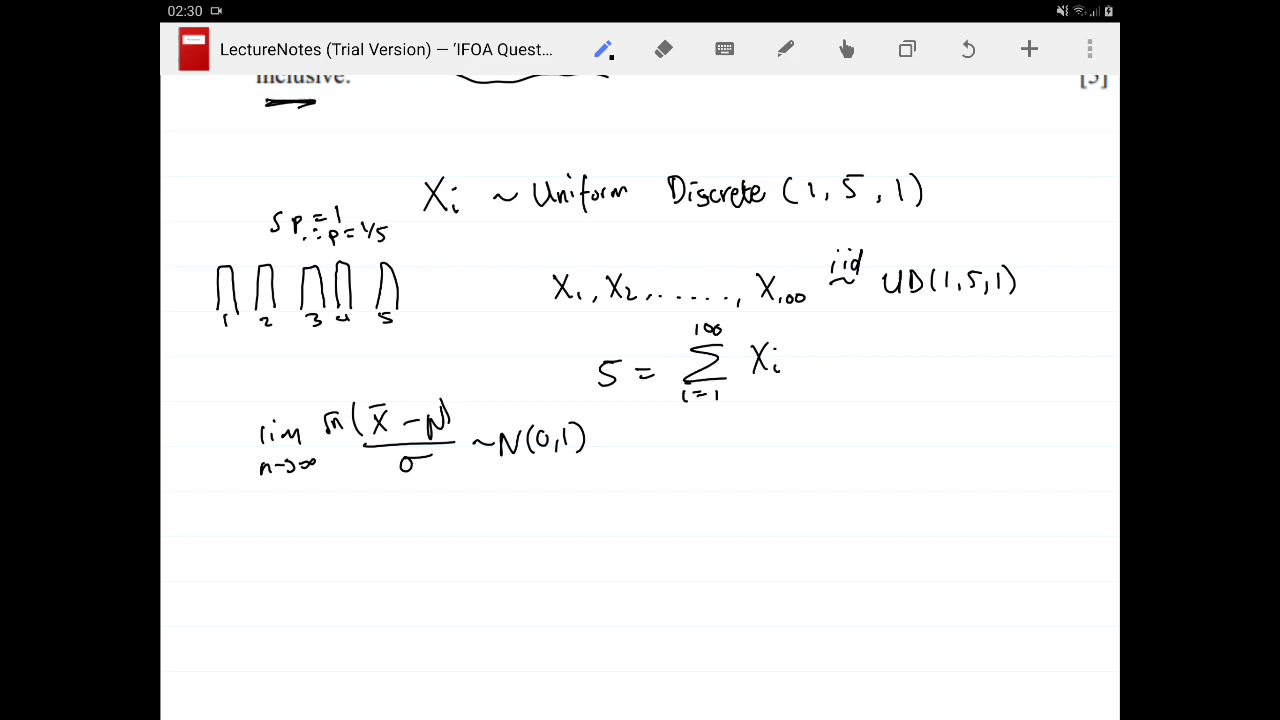 02:30
LectureNotes (Trial Version) — ‘IFOA Quest...
inclusive.
[5]
Xi ~ Uniform Discrete (1, 5, 1)
5p = 1
∴ p = 1/5
1 2 3 4 5
X1, X2, ......, X100 iid ~ UD(1, 5, 1)
S = 100 Σ i=1 Xi
lim n→∞ √n (X̄ − μ) / σ ~ N(0,1)